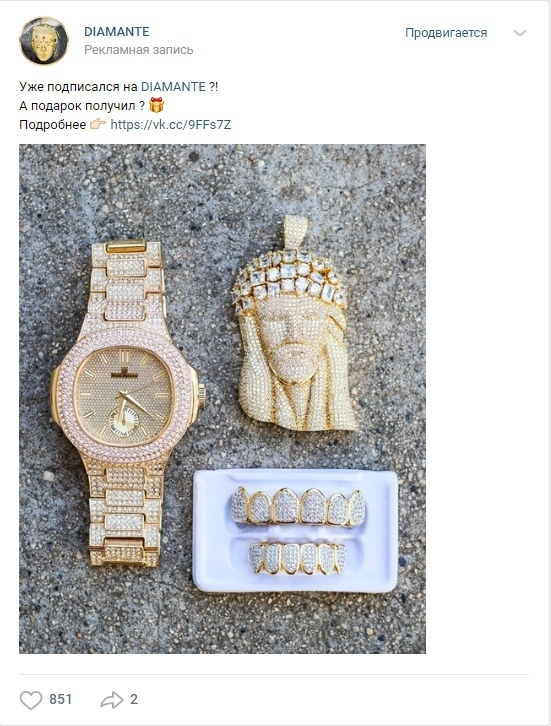 DIAMANTE
Рекламная запись
Продвигается
Уже подписался на DIAMANTE ?!
А подарок получил ? 🎁
Подробнее 👉🏻 https://vk.cc/9FFs7Z
851
2